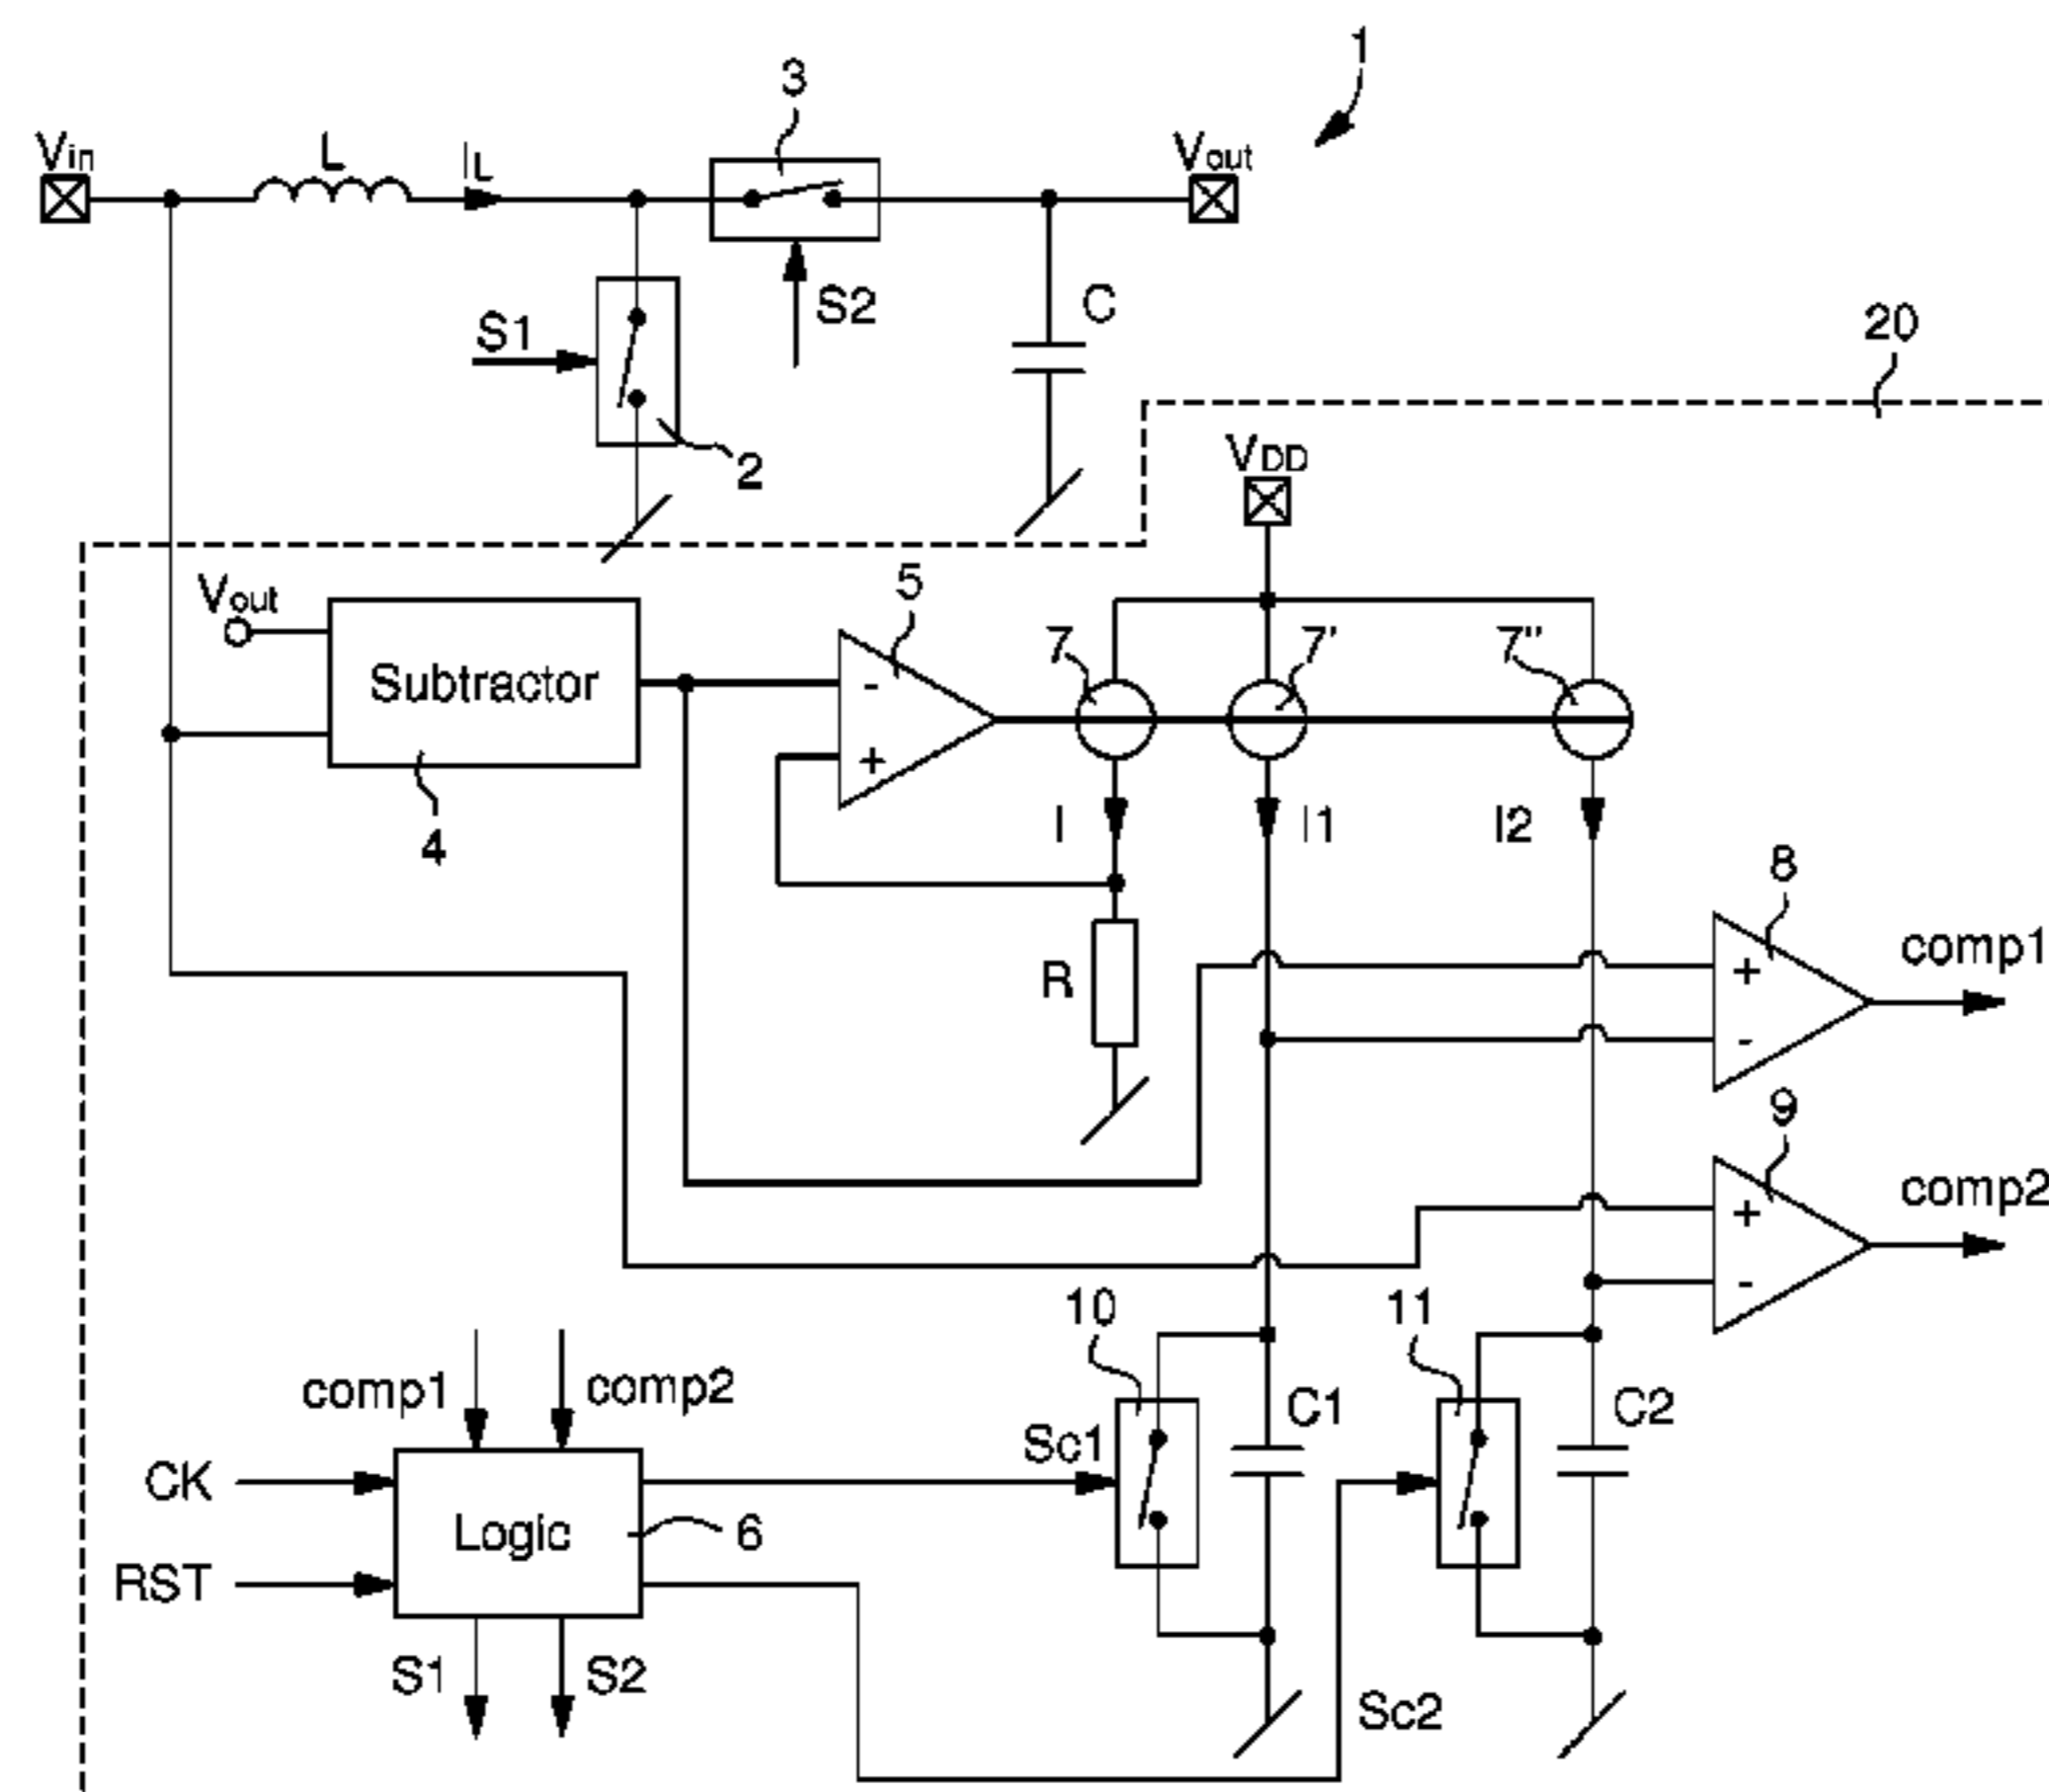 1
3
Vin
L
IL
Vout
S1
S2
C
2
20
VDD
Vout
Subtractor
4
5
-
+
7
7'
7"
I
I1
I2
R
8
+
-
comp1
9
+
-
comp2
10
11
comp1
comp2
Sc1
C1
C2
CK
RST
Logic
6
S1
S2
Sc2